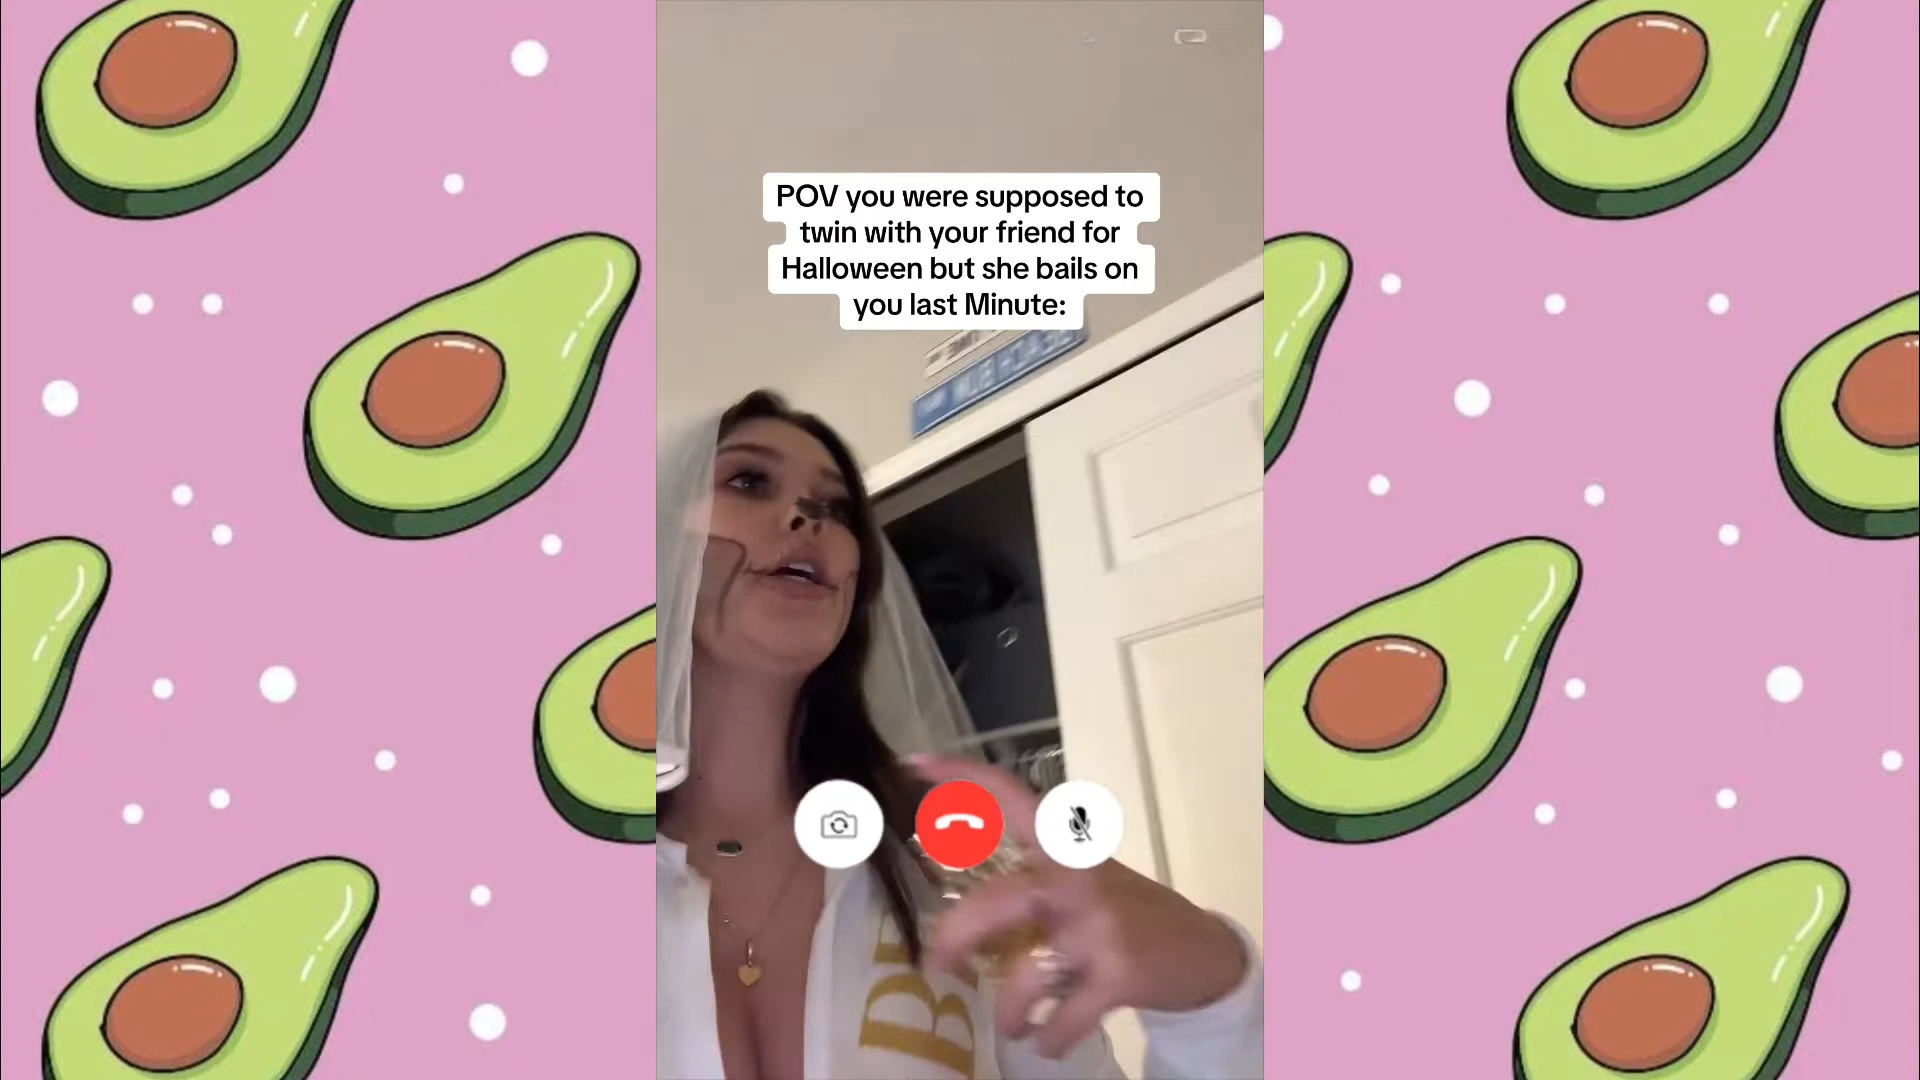 POV you were supposed to
twin with your friend for
Halloween but she bails on
you last Minute: